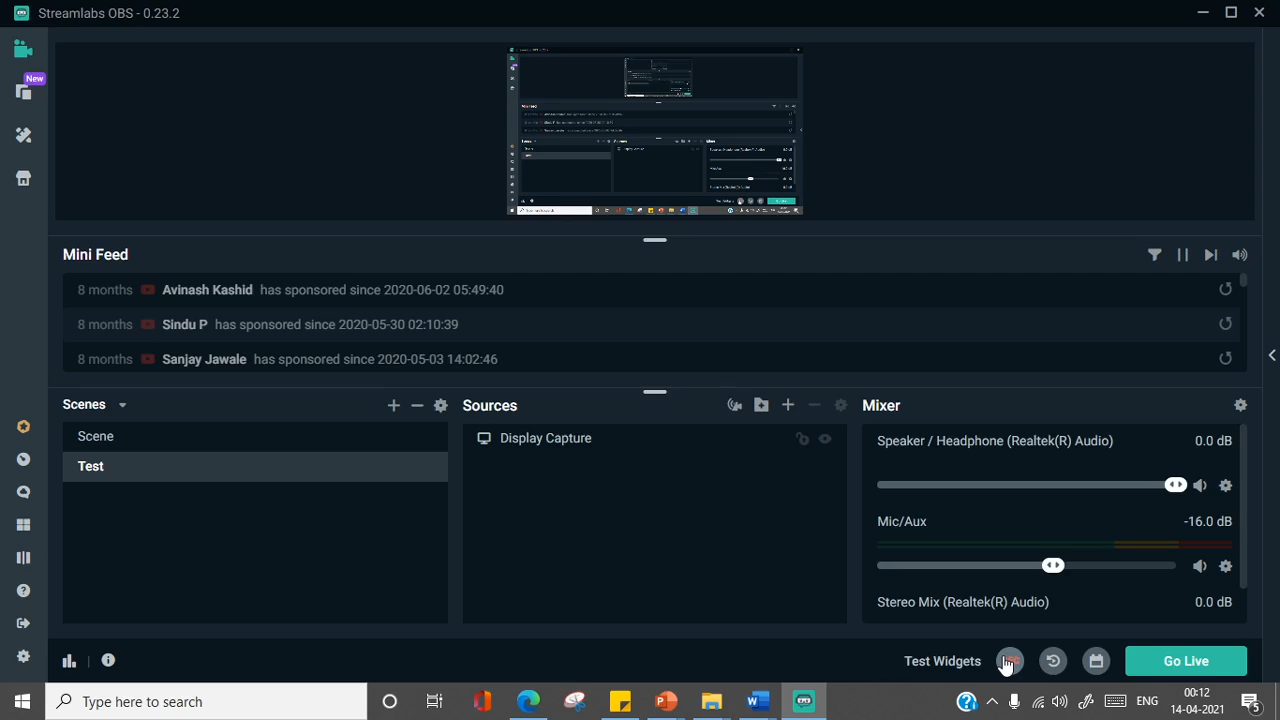 Streamlabs OBS - 0.23.2
New
Mini Feed
8 months Avinash Kashid has sponsored since 2020-06-02 05:49:40
8 months Sindu P has sponsored since 2020-05-30 02:10:39
8 months Sanjay Jawale has sponsored since 2020-05-03 14:02:46
Scenes
Scene
Test
Sources
Display Capture
Mixer
Speaker / Headphone (Realtek(R) Audio) 0.0 dB
Mic/Aux -16.0 dB
Stereo Mix (Realtek(R) Audio) 0.0 dB
Test Widgets
Go Live
Type here to search
ENG
00:12
14-04-2021
5